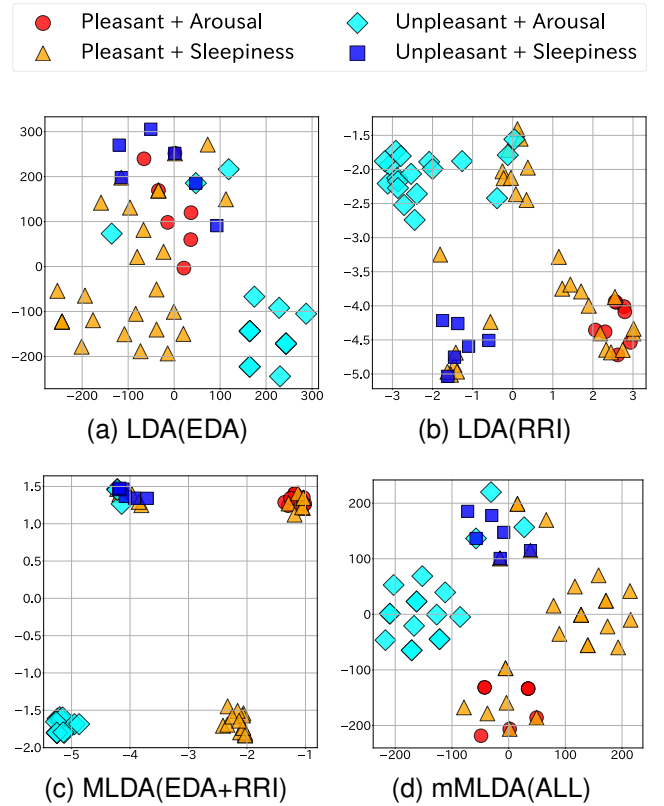 Pleasant + Arousal Unpleasant + Arousal
Pleasant + Sleepiness Unpleasant + Sleepiness
300
200
100
0
−100
−200
−200 −100 0 100 200 300
(a) LDA(EDA)
−1.5
−2.0
−2.5
−3.0
−3.5
−4.0
−4.5
−5.0
−3 −2 −1 0 1 2 3
(b) LDA(RRI)
1.5
1.0
0.5
0.0
−0.5
−1.0
−1.5
−2.0
−5 −4 −3 −2 −1
(c) MLDA(EDA+RRI)
200
100
0
−100
−200
−200 −100 0 100 200
(d) mMLDA(ALL)